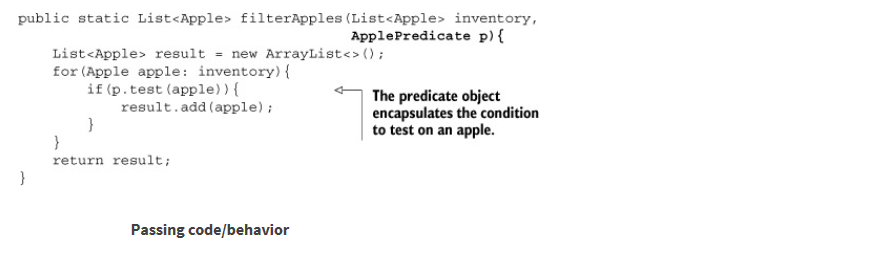 public static List<Apple> filterApples(List<Apple> inventory,
ApplePredicate p){
List<Apple> result = new ArrayList<>();
for(Apple apple: inventory){
if(p.test(apple)){
result.add(apple);
}
}
return result;
}
The predicate object
encapsulates the condition
to test on an apple.
Passing code/behavior